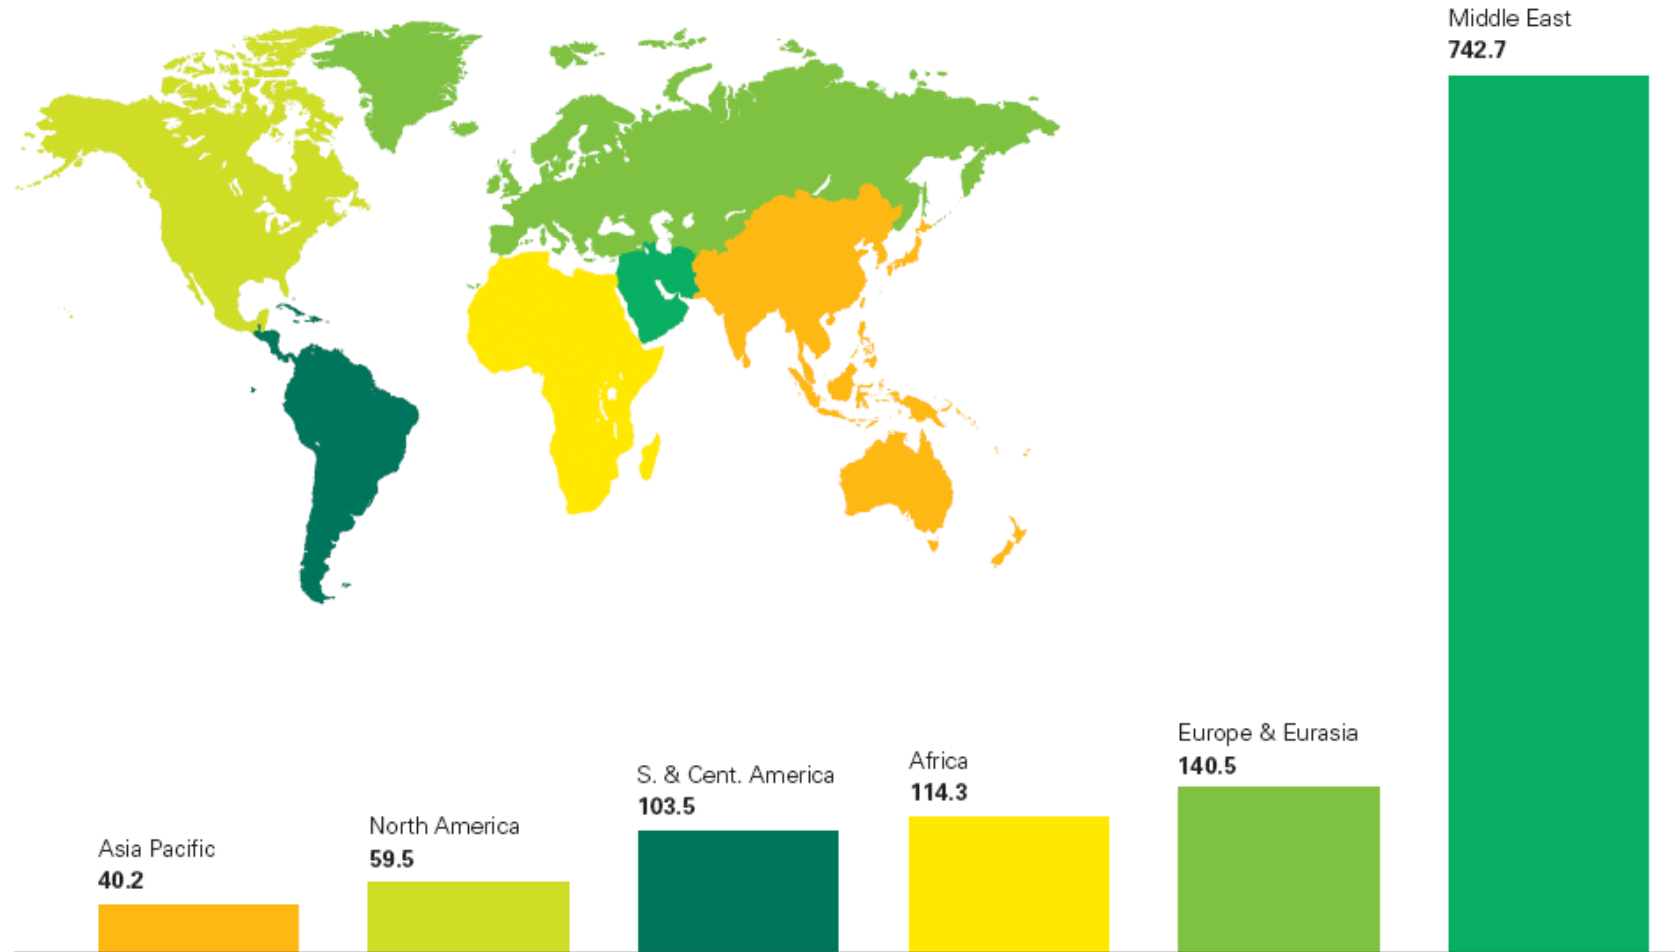 Middle East
742.7
Europe & Eurasia
140.5
Africa
114.3
S. & Cent. America
103.5
North America
59.5
Asia Pacific
40.2